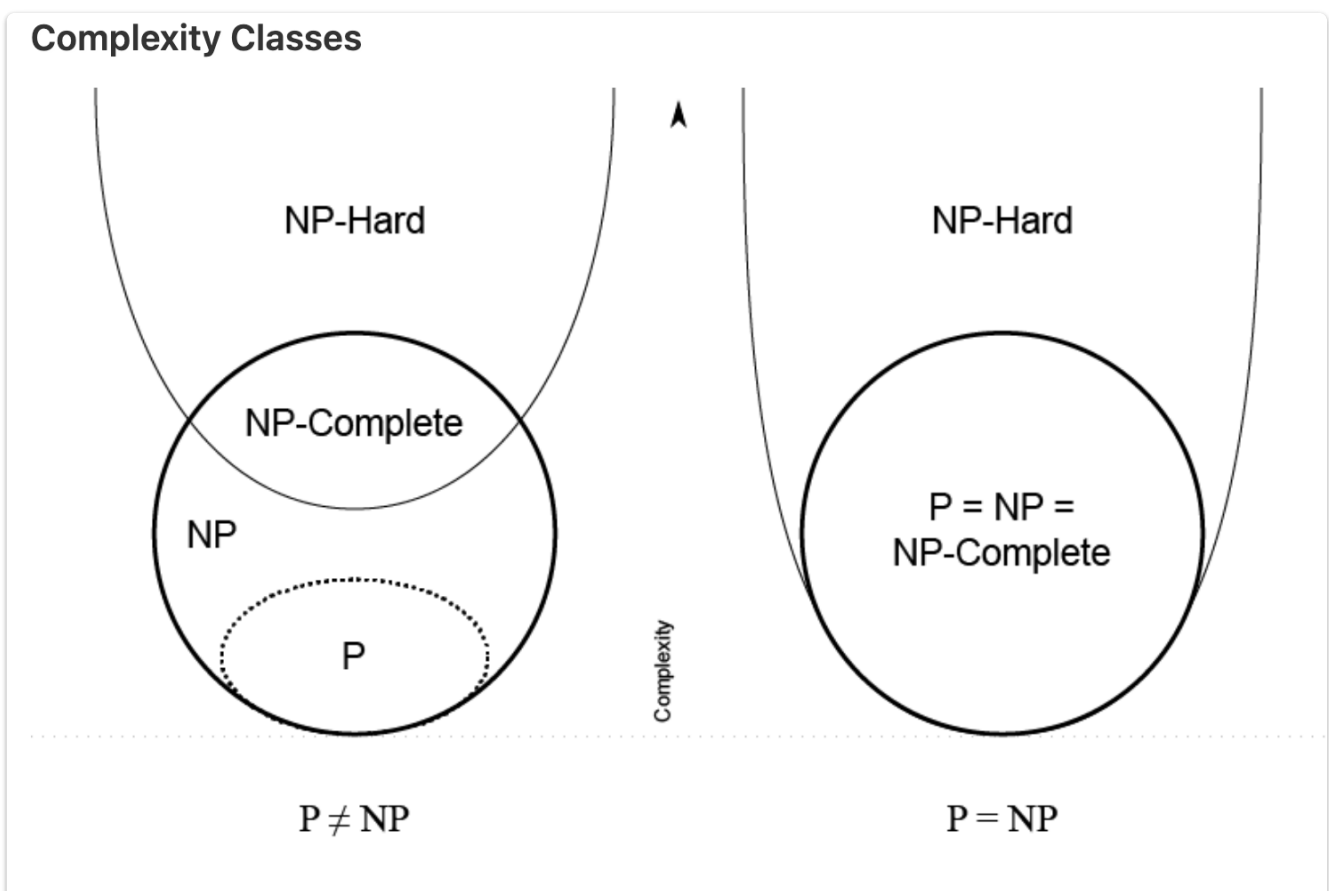 Complexity Classes
NP-Hard
NP-Complete
NP
P
P ≠ NP
Complexity
NP-Hard
P = NP =
NP-Complete
P = NP